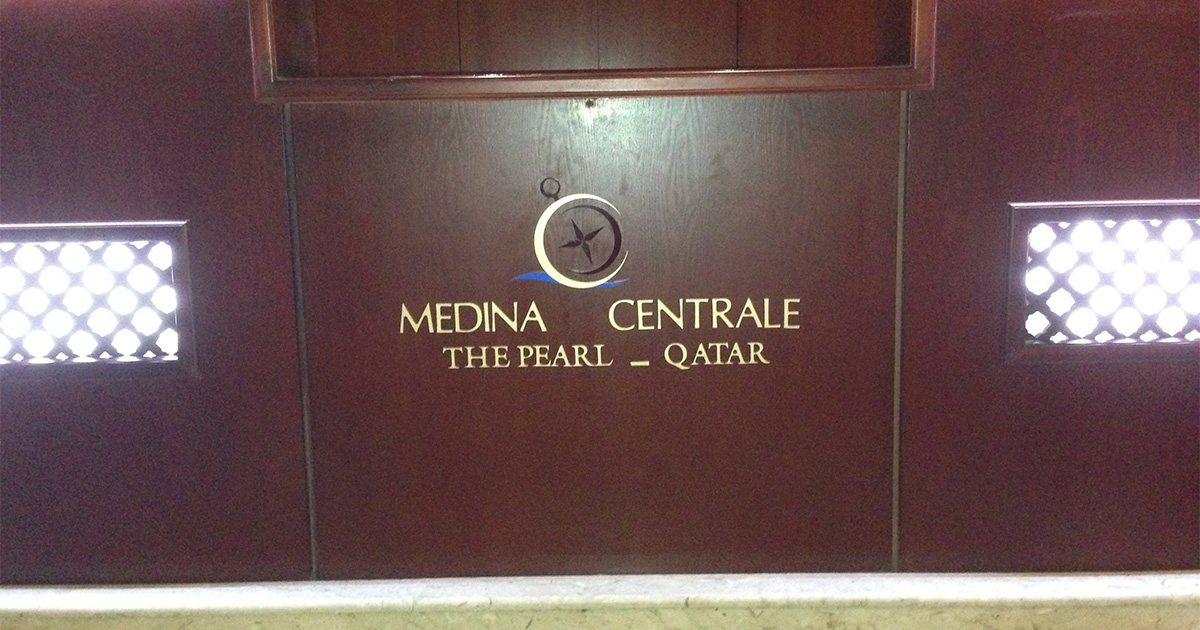 MEDINA CENTRALE
THE PEARL _ QATAR